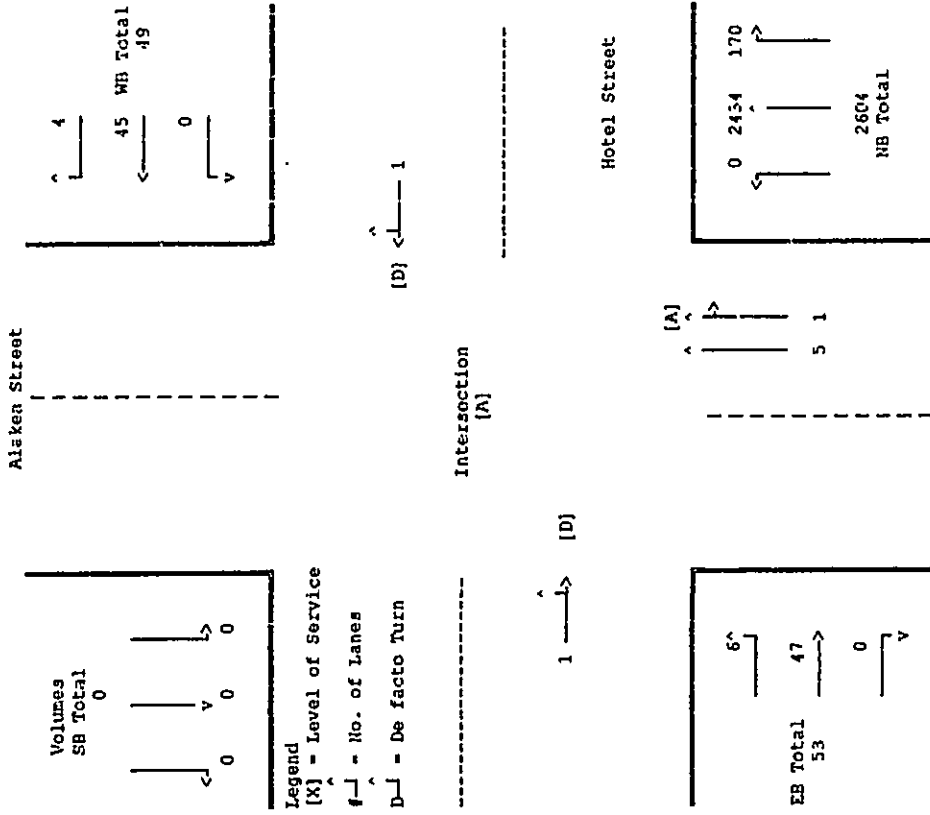 Alakea Street
Volumes
SB Total
0
0 0 0
4
45 WB Total
49
0
Legend
[X] = Level of Service
# = No. of Lanes
D = De facto Turn
[D] 1
Intersection
[A]
Hotel Street
1 [D]
[A]
5 1
6
47
EB Total
53
0
0 2434 170
2604
NB Total